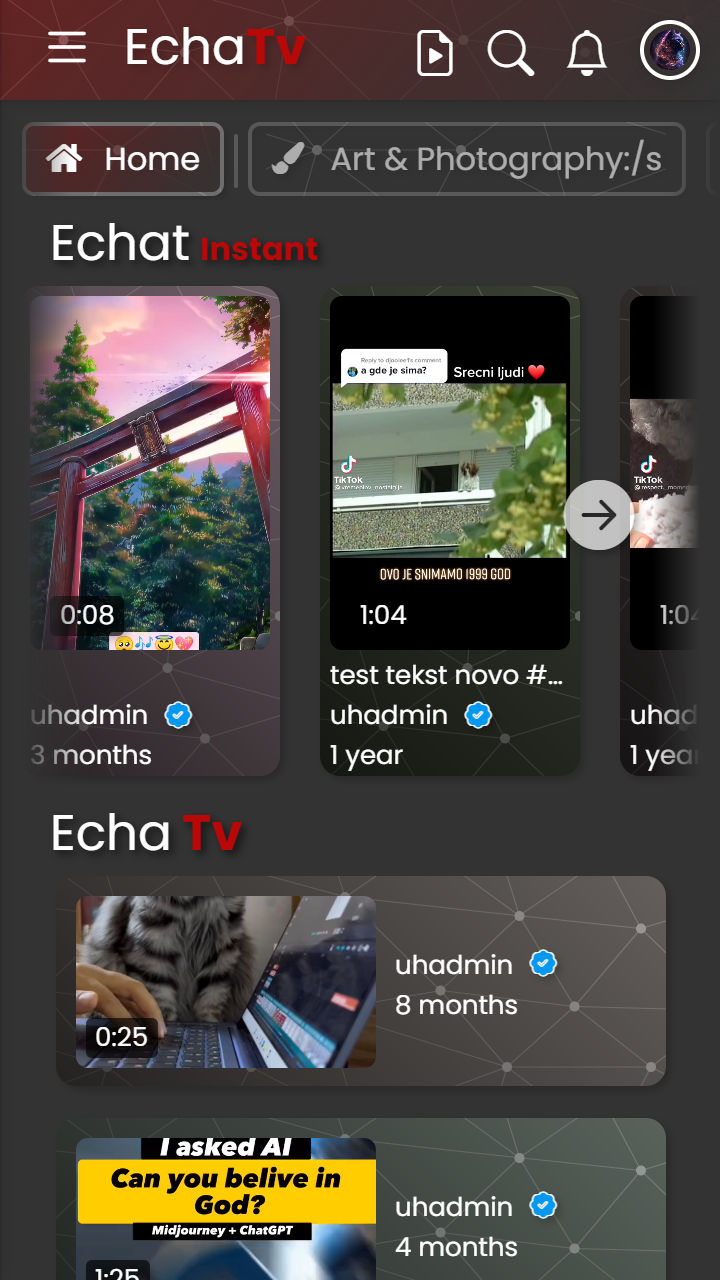 EchaTv
Home
Art & Photography:/s
Echat Instant
Reply to djoolee1's comment
a gde je sima?
Srecni ljudi ❤️
TikTok
TikTok
OVO JE SNIMAMO 1999 GOD
0:08
1:04
1:04
🥺🎶😇💖
test tekst novo #...
uhadmin
uhadmin
uhad
3 months
1 year
1 year
Echa Tv
0:25
uhadmin
8 months
I asked AI
Can you belive in
God?
Midjourney + ChatGPT
1:25
uhadmin
4 months